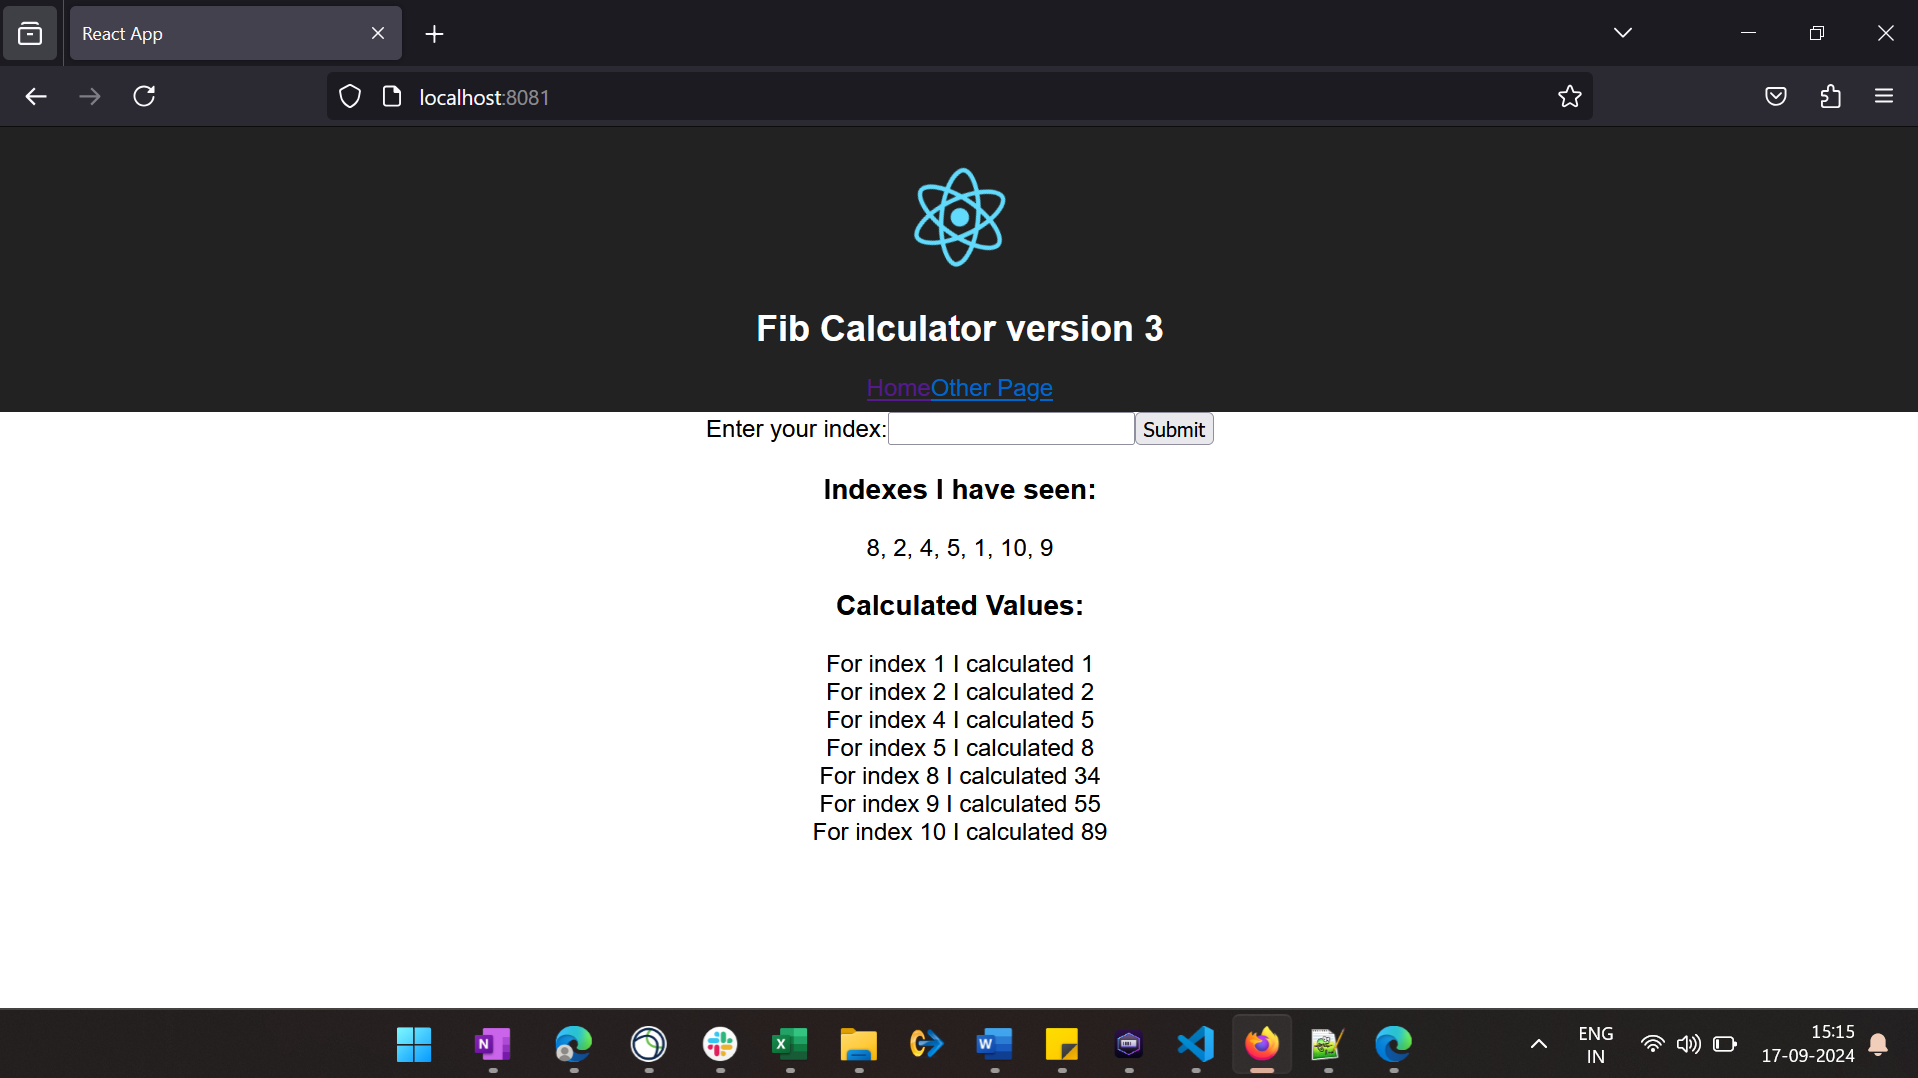 React App
localhost:8081
Fib Calculator version 3
HomeOther Page
Enter your index: Submit
Indexes I have seen:
8, 2, 4, 5, 1, 10, 9
Calculated Values:
For index 1 I calculated 1
For index 2 I calculated 2
For index 4 I calculated 5
For index 5 I calculated 8
For index 8 I calculated 34
For index 9 I calculated 55
For index 10 I calculated 89
ENG
IN
15:15
17-09-2024